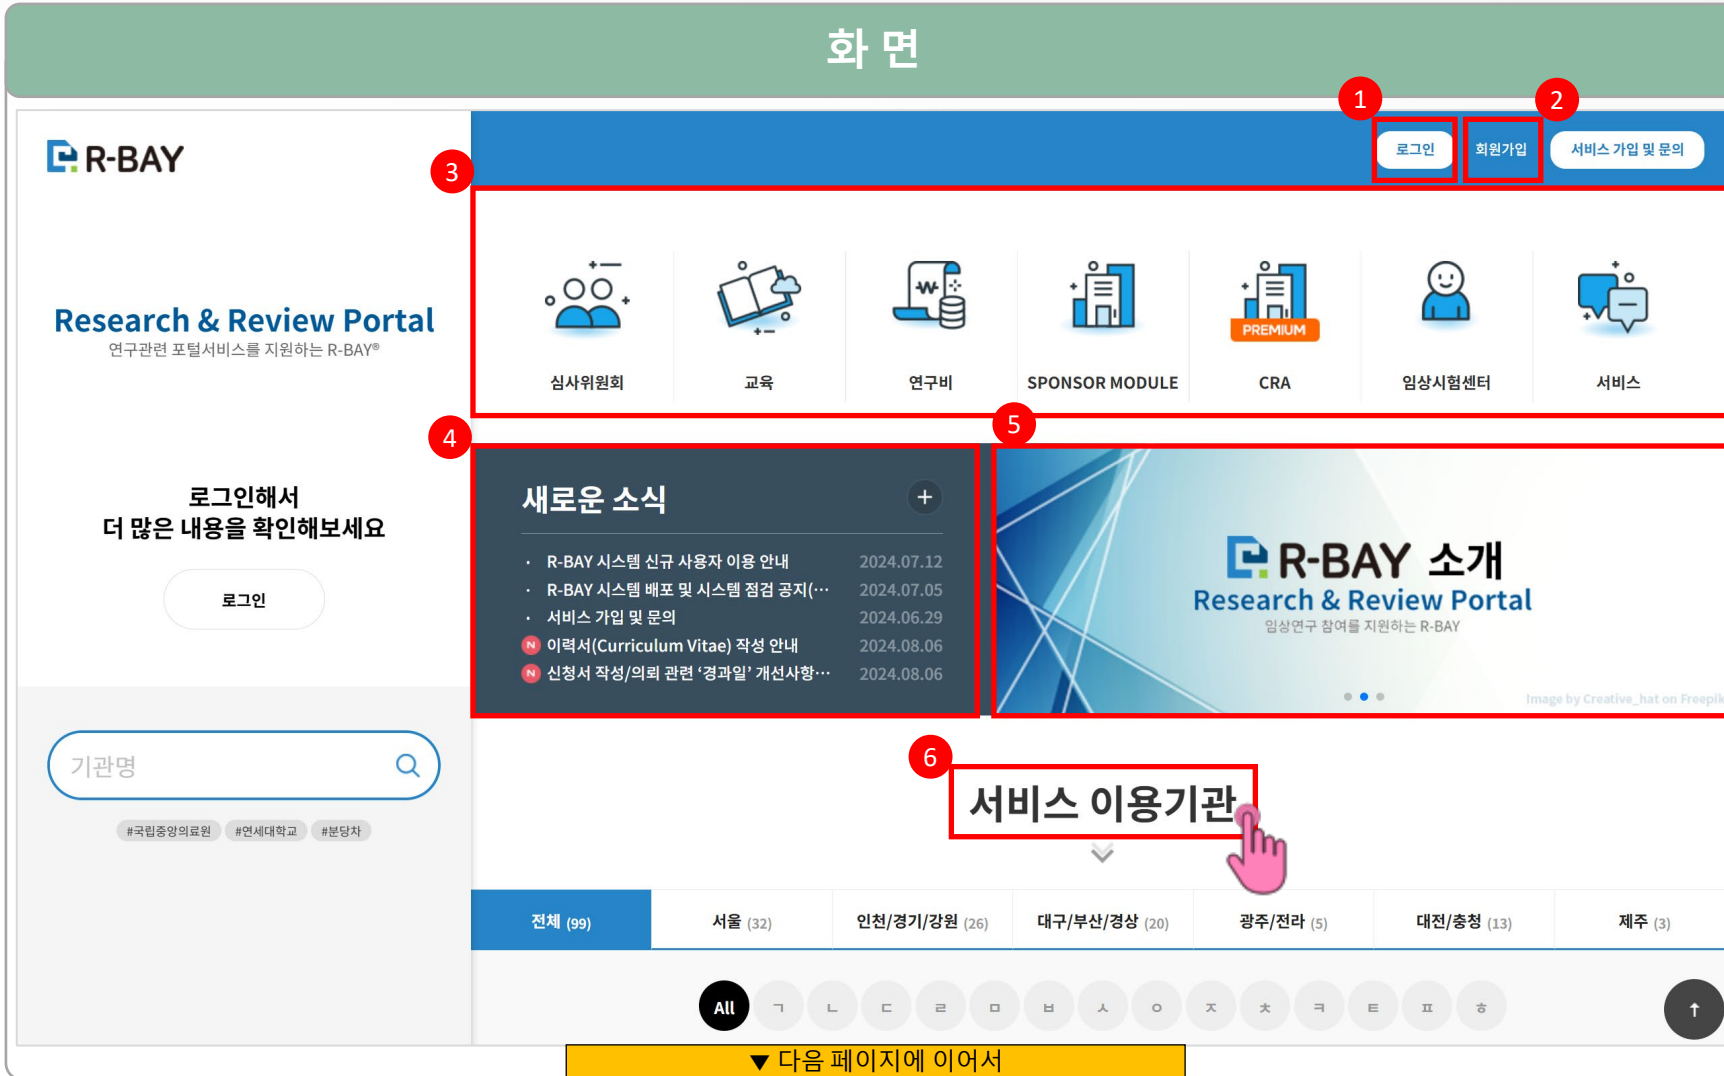 화 면
1
2
R-BAY
로그인
회원가입
서비스 가입 및 문의
3
Research & Review Portal
연구관련 포털서비스를 지원하는 R-BAY®
PREMIUM
심사위원회
교육
연구비
SPONSOR MODULE
CRA
임상시험센터
서비스
로그인해서
더 많은 내용을 확인해보세요
로그인
4
새로운 소식
+
· R-BAY 시스템 신규 사용자 이용 안내 2024.07.12
· R-BAY 시스템 배포 및 시스템 점검 공지(··· 2024.07.05
· 서비스 가입 및 문의 2024.06.29
N 이력서(Curriculum Vitae) 작성 안내 2024.08.06
N 신청서 작성/의뢰 관련 ‘경과일’ 개선사항··· 2024.08.06
5
R-BAY 소개
Research & Review Portal
임상연구 참여를 지원하는 R-BAY
Image by Creative_hat on Freepik
기관명
#국립중앙의료원 #연세대학교 #분당차
6
서비스 이용기관
전체 (99)
서울 (32)
인천/경기/강원 (26)
대구/부산/경상 (20)
광주/전라 (5)
대전/충청 (13)
제주 (3)
All ㄱ ㄴ ㄷ ㄹ ㅁ ㅂ ㅅ ㅇ ㅈ ㅊ ㅋ ㅌ ㅍ ㅎ
↑
▼ 다음 페이지에 이어서